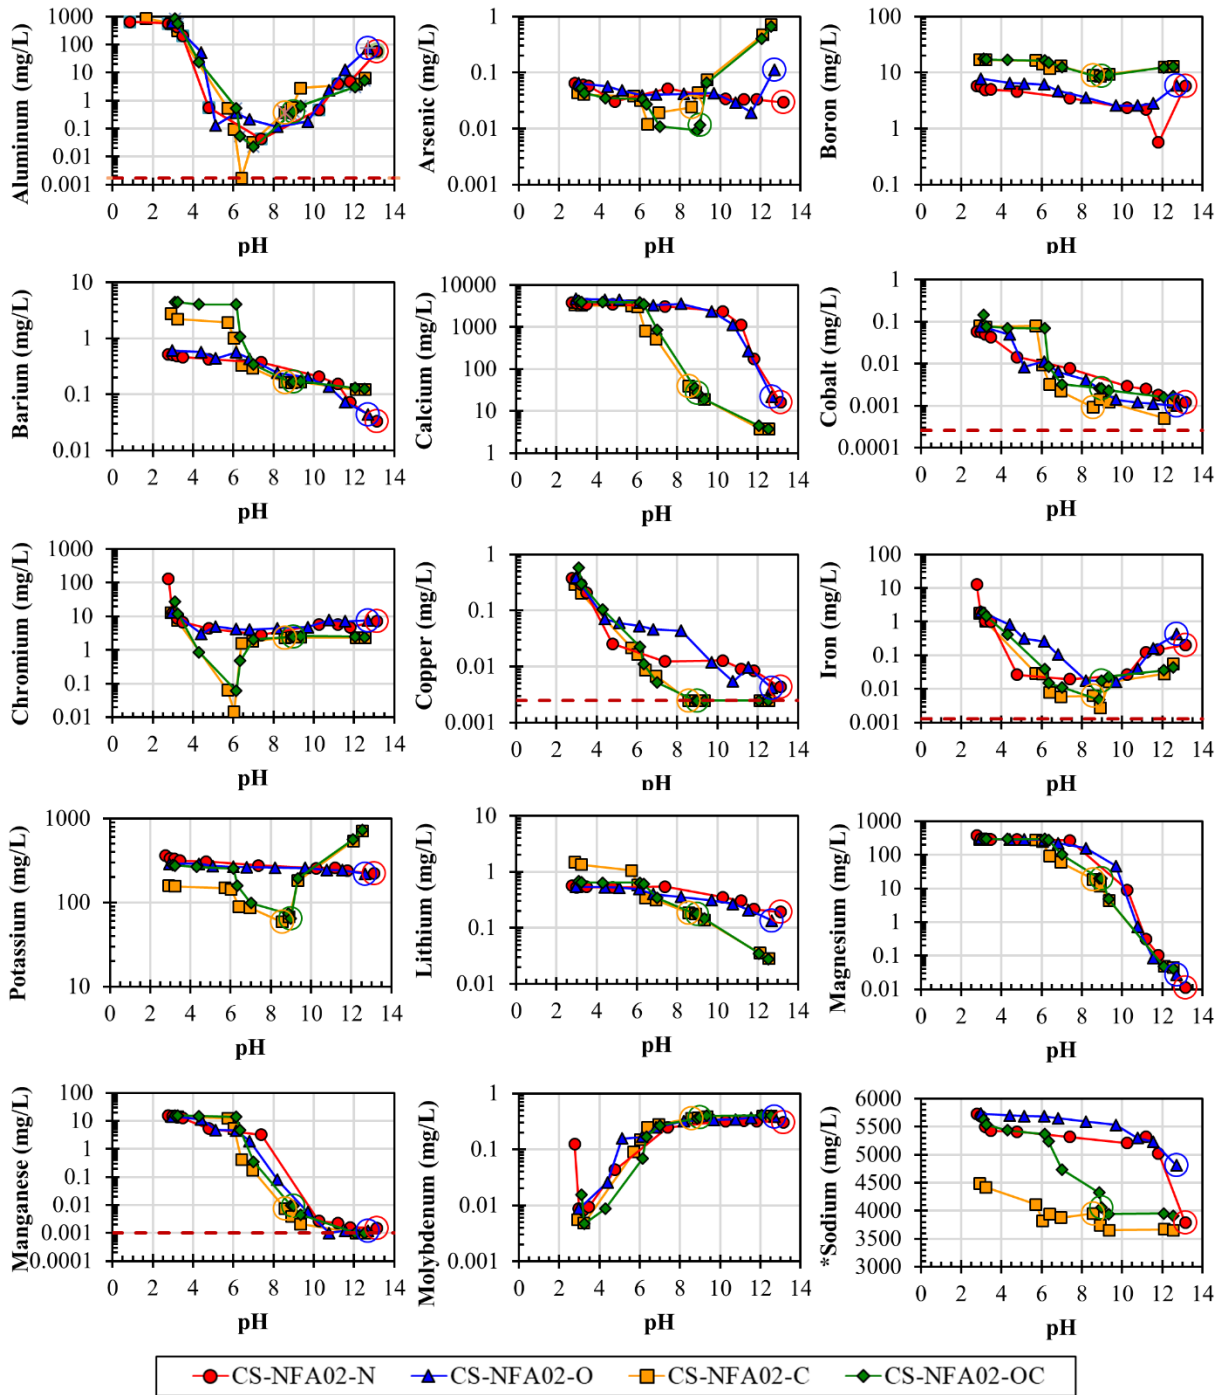 Aluminum (mg/L)
1000
100
10
1
0.1
0.01
0.001
0 2 4 6 8 10 12 14
pH
Arsenic (mg/L)
1
0.1
0.01
0.001
0 2 4 6 8 10 12 14
pH
Boron (mg/L)
100
10
1
0.1
0 2 4 6 8 10 12 14
pH
Barium (mg/L)
10
1
0.1
0.01
0 2 4 6 8 10 12 14
pH
Calcium (mg/L)
10000
1000
100
10
1
0 2 4 6 8 10 12 14
pH
Cobalt (mg/L)
1
0.1
0.01
0.001
0.0001
0 2 4 6 8 10 12 14
pH
Chromium (mg/L)
1000
100
10
1
0.1
0.01
0 2 4 6 8 10 12 14
pH
Copper (mg/L)
1
0.1
0.01
0.001
0 2 4 6 8 10 12 14
pH
Iron (mg/L)
100
10
1
0.1
0.01
0.001
0 2 4 6 8 10 12 14
pH
Potassium (mg/L)
1000
100
10
0 2 4 6 8 10 12 14
pH
Lithium (mg/L)
10
1
0.1
0.01
0 2 4 6 8 10 12 14
pH
Magnesium (mg/L)
1000
100
10
1
0.1
0.01
0 2 4 6 8 10 12 14
pH
Manganese (mg/L)
100
10
1
0.1
0.01
0.001
0.0001
0 2 4 6 8 10 12 14
pH
Molybdenum (mg/L)
1
0.1
0.01
0.001
0 2 4 6 8 10 12 14
pH
*Sodium (mg/L)
6000
5500
5000
4500
4000
3500
3000
0 2 4 6 8 10 12 14
pH
CS-NFA02-N CS-NFA02-O CS-NFA02-C CS-NFA02-OC